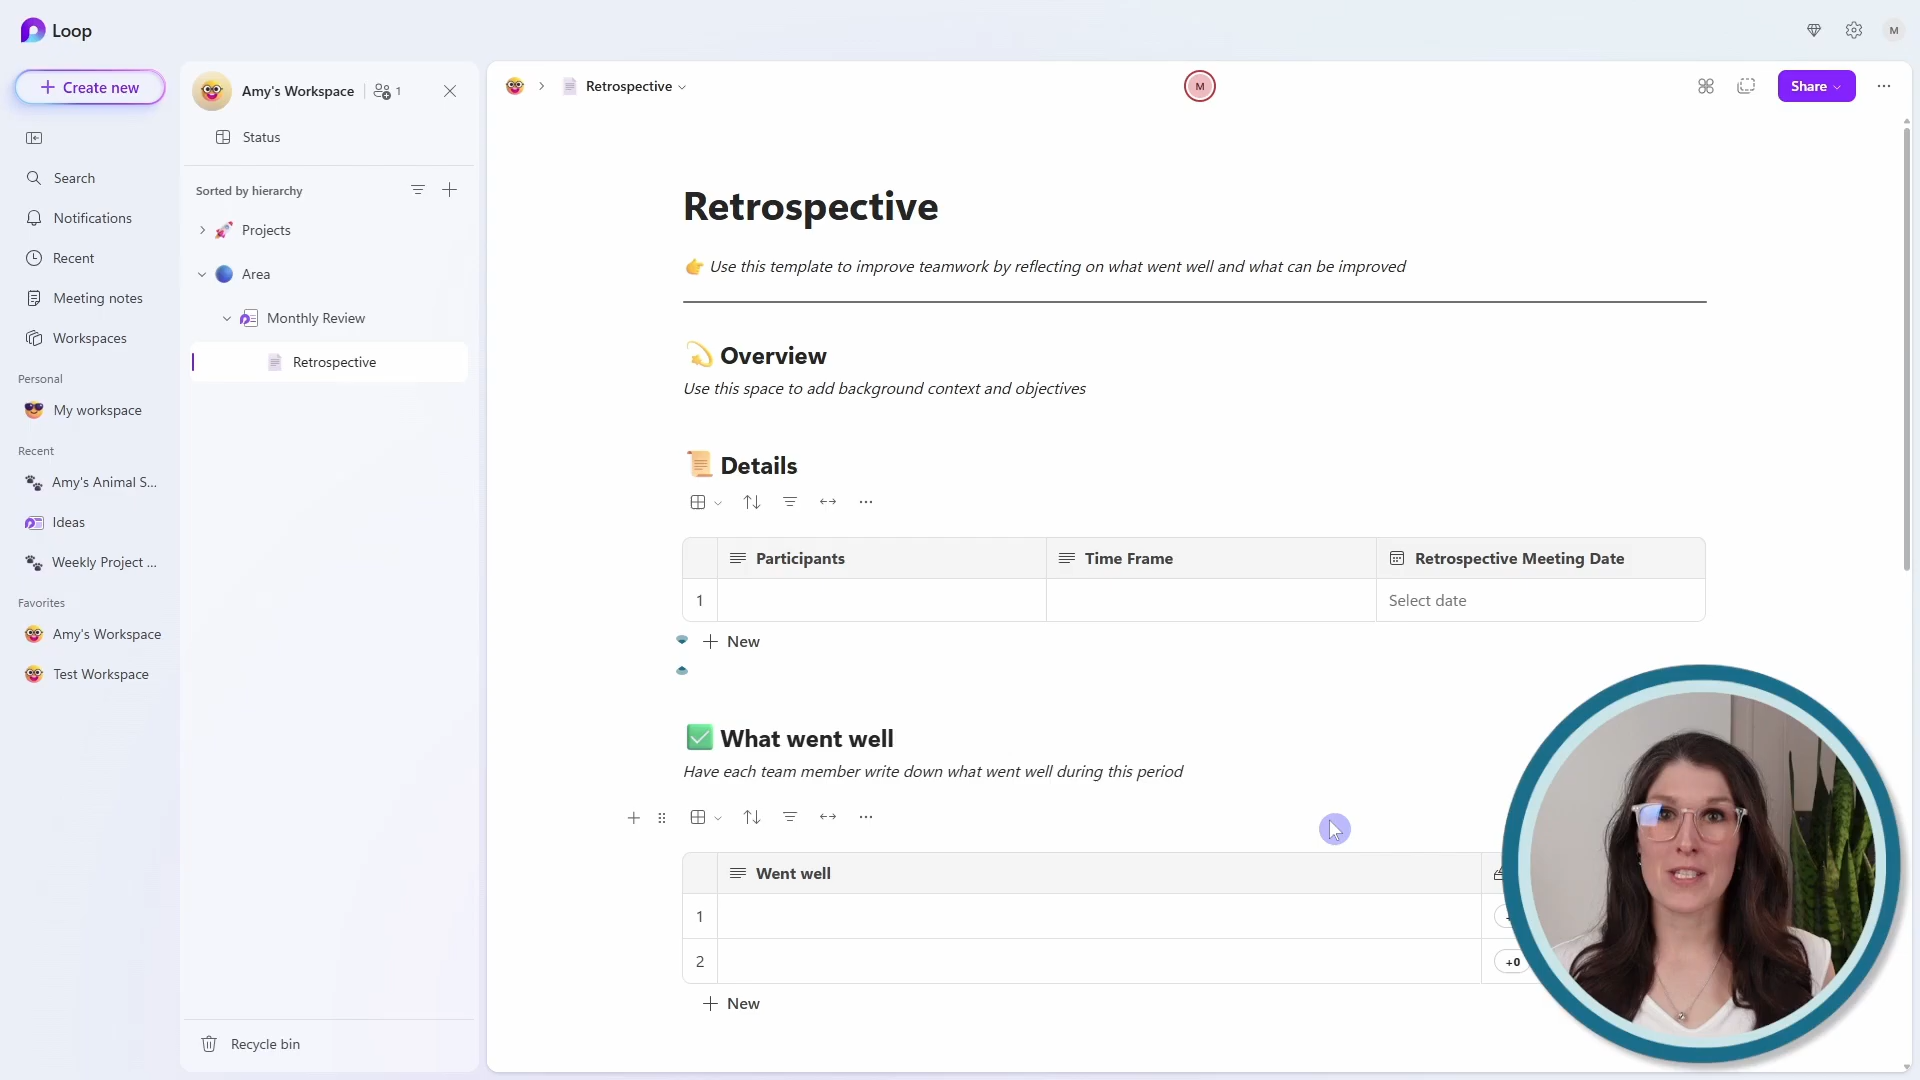 Loop
M
Create new
Search
Notifications
Recent
Meeting notes
Workspaces
Personal
My workspace
Recent
Amy's Animal S...
Ideas
Weekly Project ...
Favorites
Amy's Workspace
Test Workspace
Amy's Workspace
1
Status
Sorted by hierarchy
Projects
Area
Monthly Review
Retrospective
Recycle bin
Retrospective
M
Share
Retrospective
Use this template to improve teamwork by reflecting on what went well and what can be improved
Overview
Use this space to add background context and objectives
Details
Participants Time Frame Retrospective Meeting Date
1 Select date
New
What went well
Have each team member write down what went well during this period
Went well
1
2 +0
New